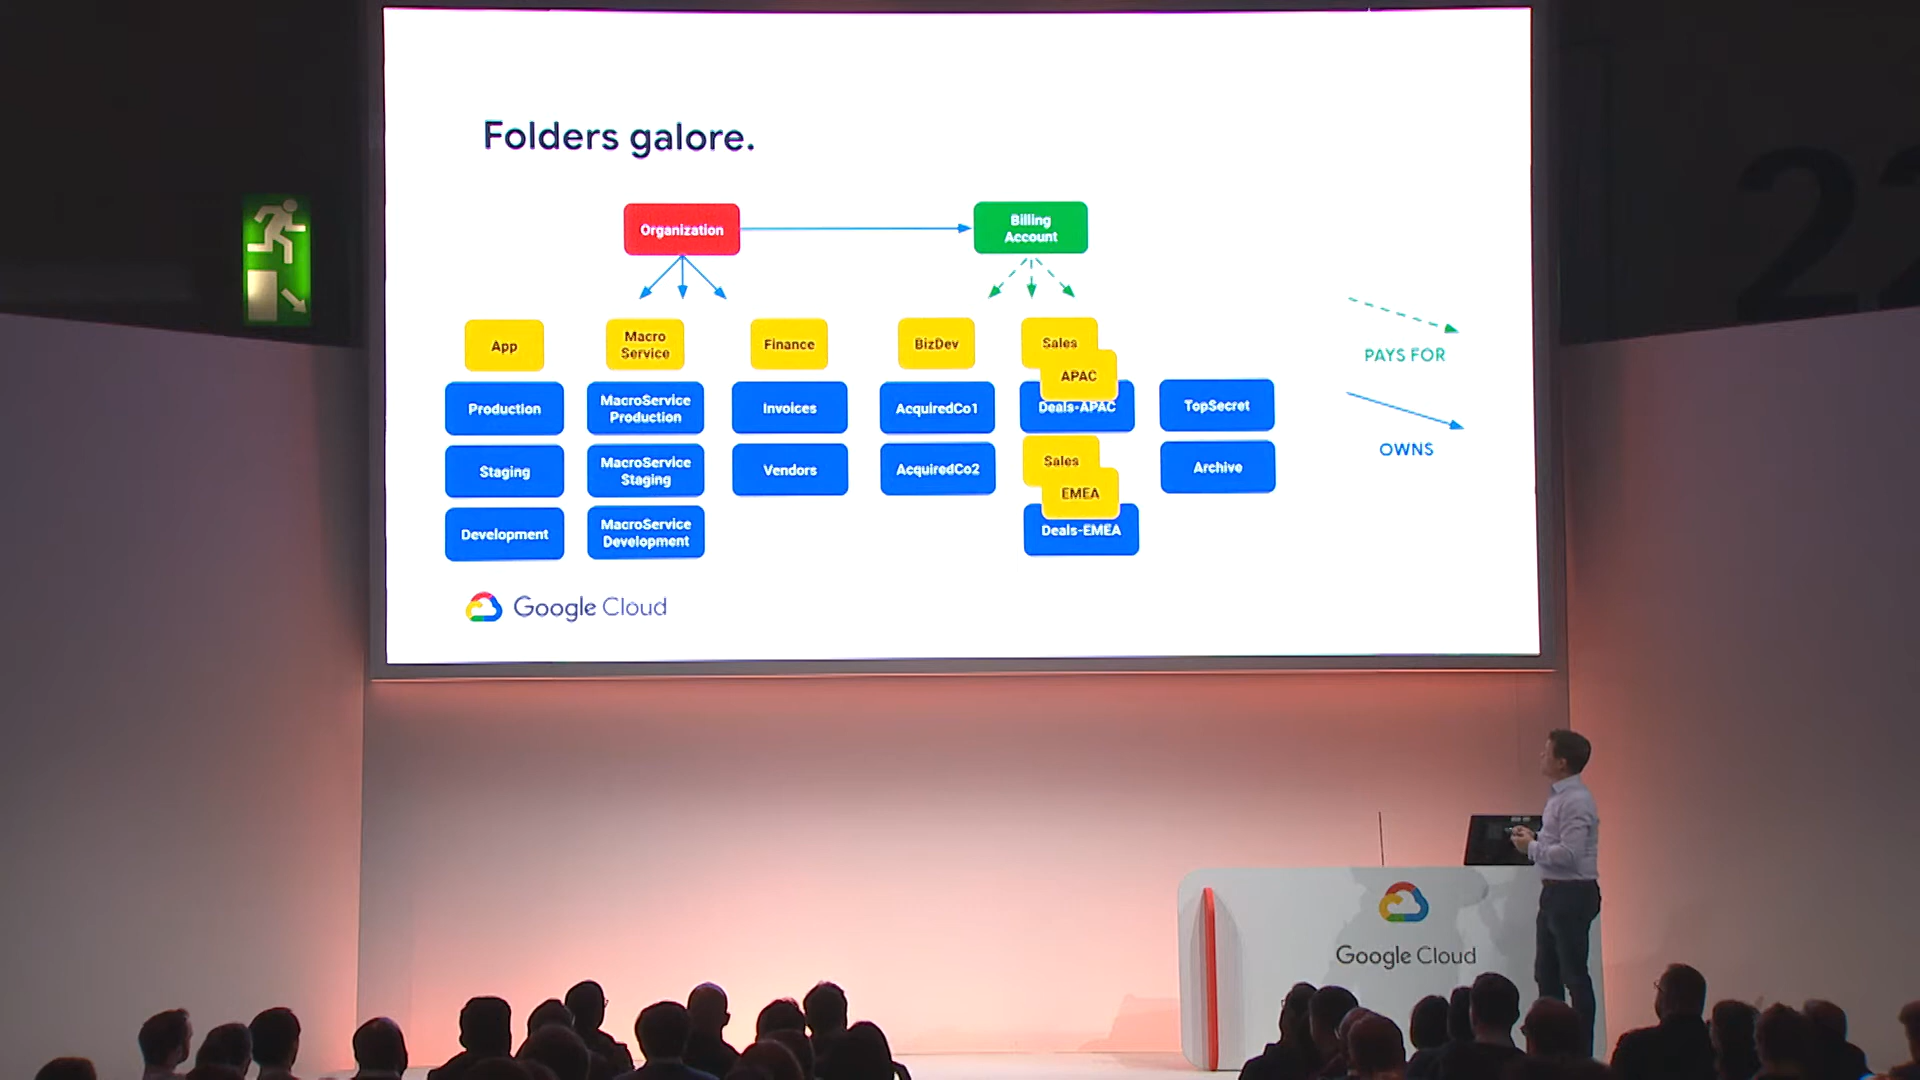 Folders galore.
Organization
Billing
Account
App
Macro
Service
Finance
BizDev
Sales
APAC
PAYS FOR
Production
MacroService
Production
Invoices
AcquiredCo1
Deals-APAC
TopSecret
OWNS
Staging
MacroService
Staging
Vendors
AcquiredCo2
Sales
EMEA
Archive
Development
MacroService
Development
Deals-EMEA
Google Cloud
Google Cloud
22